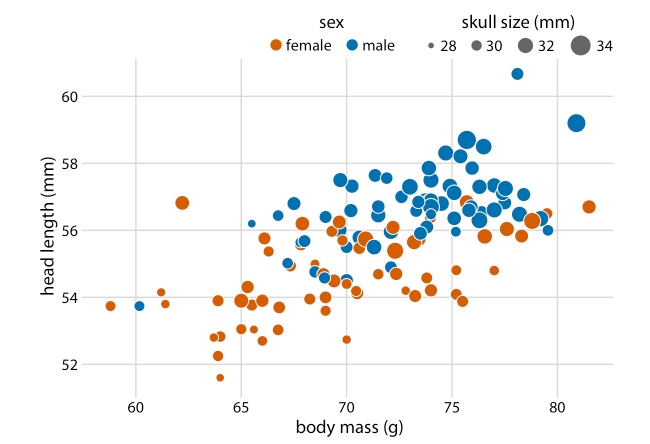 sex skull size (mm)
female male 28 30 32 34
60
58
56
54
52
head length (mm)
60 65 70 75 80
body mass (g)